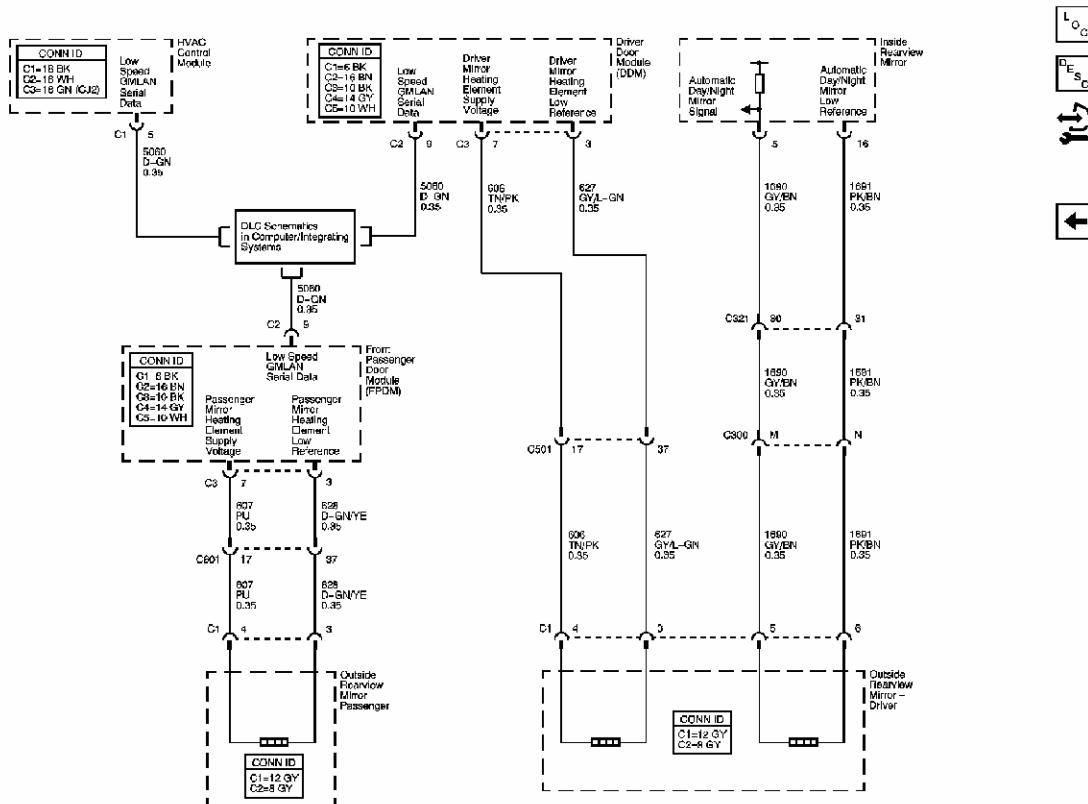 HVAC
Control
Module
CONN ID
C1=16 BK
C2=16 WH
C3=16 GN (CJ2)
Low
Speed
GMLAN
Serial
Data
C1 5
5060
D-GN
0.35
Driver
Door
Module
(DDM)
CONN ID
C1=6 BK
C2=16 BN
C3=10 BK
C4=14 GY
C5=10 WH
Low
Speed
GMLAN
Serial
Data
Driver
Mirror
Heating
Element
Supply
Voltage
Driver
Mirror
Heating
Element
Low
Reference
C2 9
C3 7
3
5060
D-GN
0.35
606
TN/PK
0.35
627
GY/L-GN
0.35
Inside
Rearview
Mirror
Automatic
Day/Night
Mirror
Signal
Automatic
Day/Night
Mirror
Low
Reference
5
16
1690
GY/BN
0.35
1691
PK/BN
0.35
LOC
DESC
DLC Schematics
in Computer/Integrating
Systems
5060
D-GN
0.35
C2 9
C321 30
31
1690
GY/BN
0.35
1691
PK/BN
0.35
Front
Passenger
Door
Module
(FPDM)
CONN ID
C1=6 BK
C2=16 BN
C3=10 BK
C4=14 GY
C5=10 WH
Low Speed
GMLAN
Serial Data
Passenger
Mirror
Heating
Element
Supply
Voltage
Passenger
Mirror
Heating
Element
Low
Reference
C501 17
37
C300 M
N
C3 7
3
607
PU
0.35
628
D-GN/YE
0.35
606
TN/PK
0.35
627
GY/L-GN
0.35
1690
GY/BN
0.35
1691
PK/BN
0.35
C601 17
37
607
PU
0.35
628
D-GN/YE
0.35
C1 4
3
C1 4
3
5
6
Outside
Rearview
Mirror
Passenger
CONN ID
C1=12 GY
C2=8 GY
Outside
Rearview
Mirror –
Driver
CONN ID
C1=12 GY
C2=8 GY